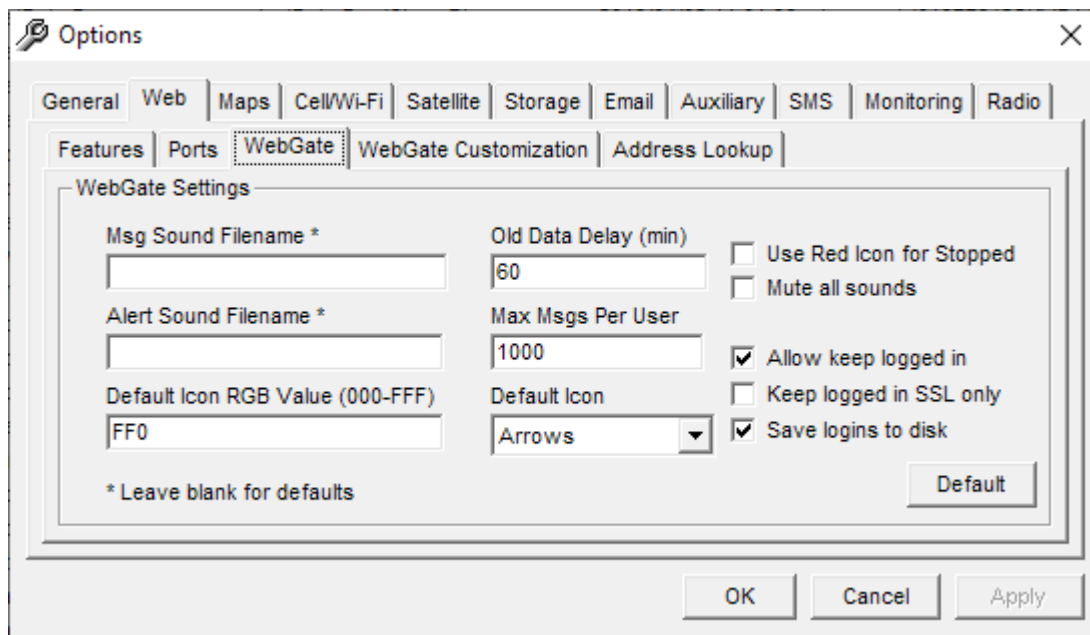 Options
General Web Maps Cell/Wi-Fi Satellite Storage Email Auxiliary SMS Monitoring Radio
Features Ports WebGate WebGate Customization Address Lookup
WebGate Settings
Msg Sound Filename *
Old Data Delay (min)
60
Use Red Icon for Stopped
Mute all sounds
Alert Sound Filename *
Max Msgs Per User
1000
Allow keep logged in
Keep logged in SSL only
Save logins to disk
Default Icon RGB Value (000-FFF)
FF0
Default Icon
Arrows
* Leave blank for defaults
Default
OK Cancel Apply